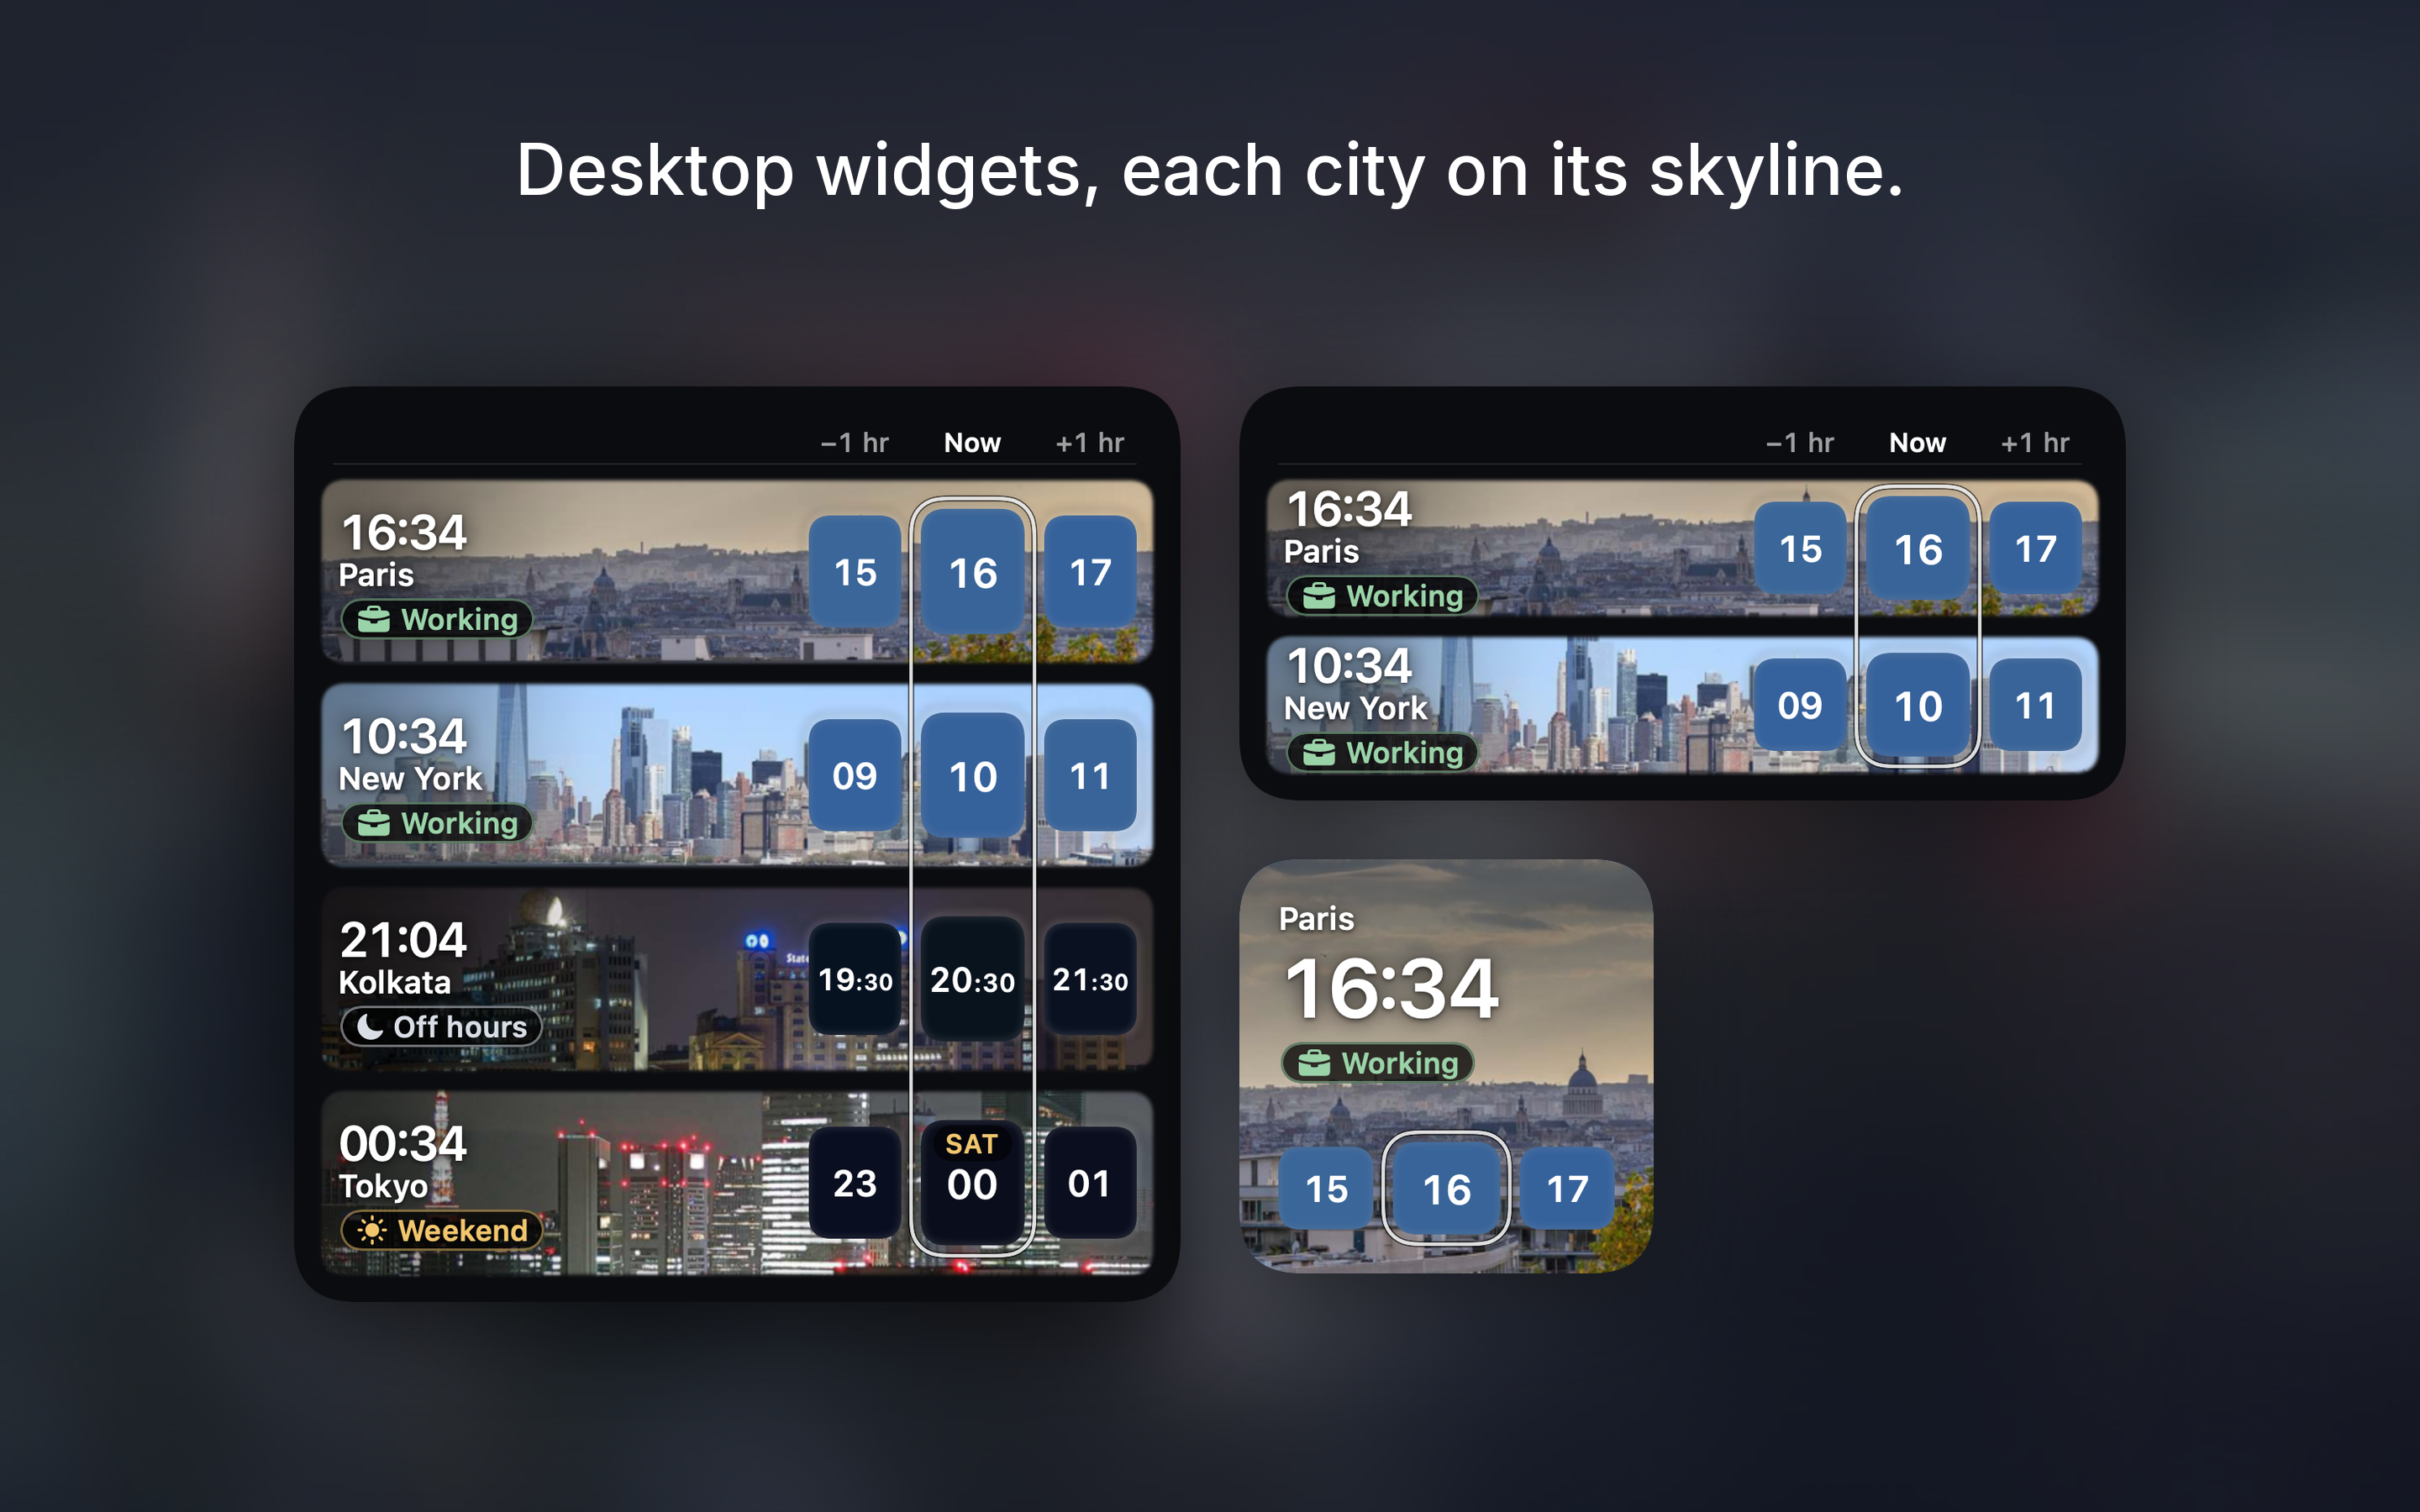 Desktop widgets, each city on its skyline.
–1 hr Now +1 hr
16:34
Paris
Working
15 16 17
10:34
New York
Working
09 10 11
21:04
Kolkata
Off hours
19:30 20:30 21:30
00:34
Tokyo
Weekend
23 SAT 00 01
–1 hr Now +1 hr
16:34
Paris
Working
15 16 17
10:34
New York
Working
09 10 11
Paris
16:34
Working
15 16 17